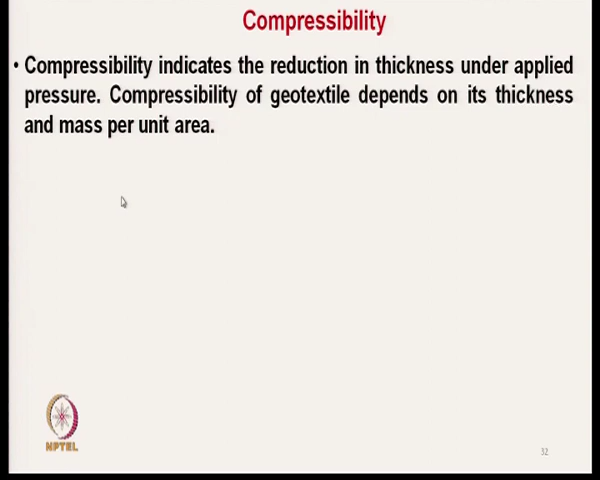 Compressibility
• Compressibility indicates the reduction in thickness under applied
pressure. Compressibility of geotextile depends on its thickness
and mass per unit area.
NPTEL
32